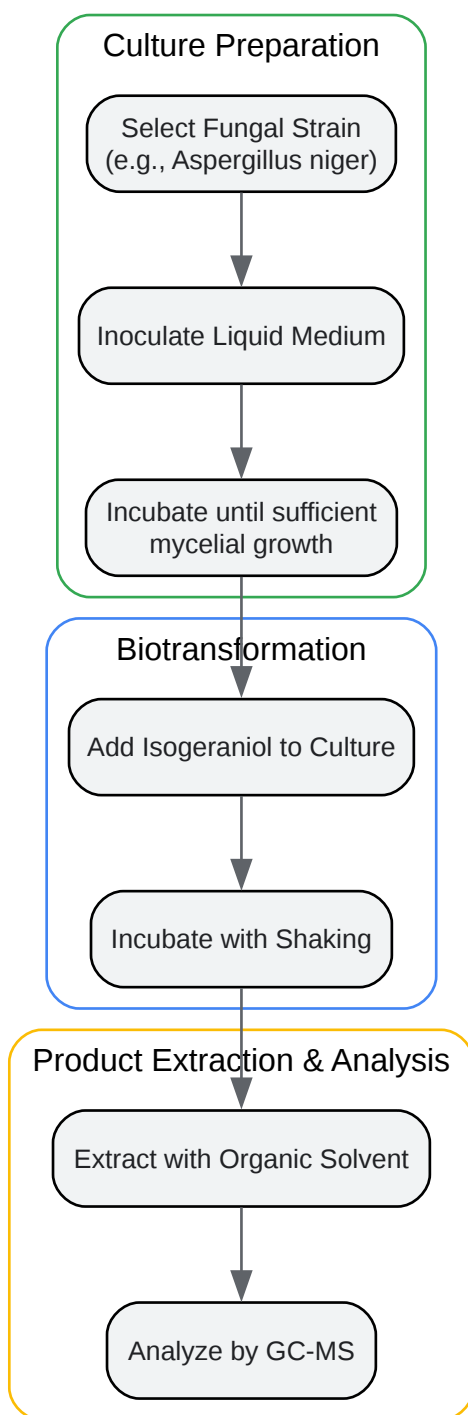 Culture Preparation
Select Fungal Strain
(e.g., Aspergillus niger)
Inoculate Liquid Medium
Incubate until sufficient
mycelial growth
Biotransformation
Add Isogeraniol to Culture
Incubate with Shaking
Product Extraction & Analysis
Extract with Organic Solvent
Analyze by GC-MS